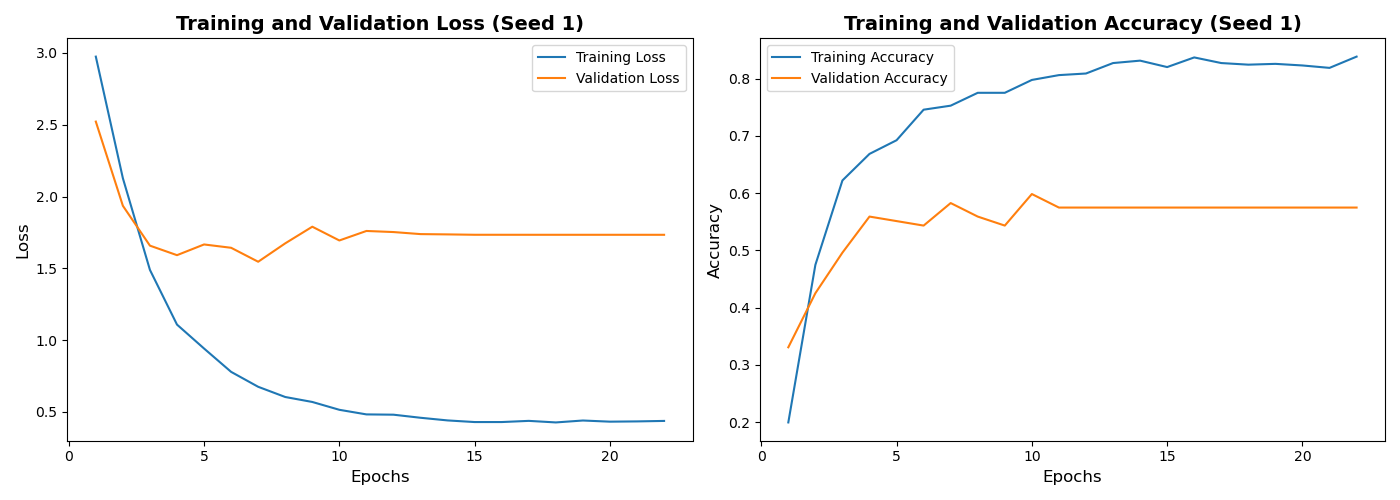 Training and Validation Loss (Seed 1)
Training Loss
Validation Loss
3.0
2.5
2.0
1.5
1.0
0.5
Loss
0
5
10
15
20
Epochs
Training and Validation Accuracy (Seed 1)
Training Accuracy
Validation Accuracy
0.8
0.7
0.6
0.5
0.4
0.3
0.2
Accuracy
0
5
10
15
20
Epochs